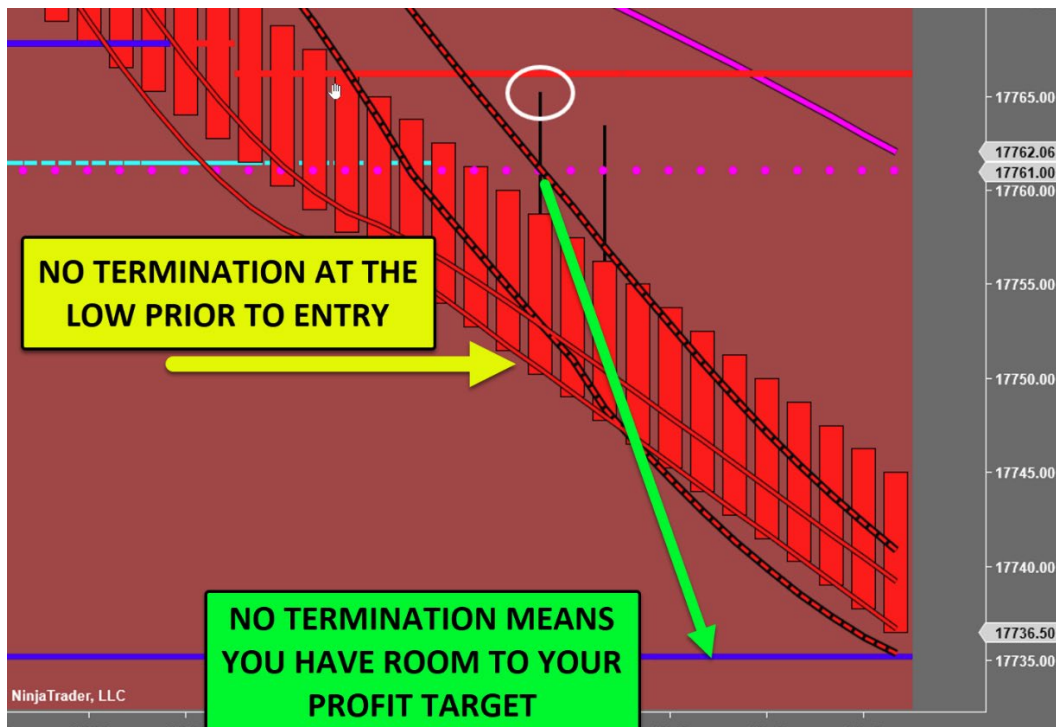 17765.00
17762.06
17761.00
17760.00
NO TERMINATION AT THE
LOW PRIOR TO ENTRY
17755.00
17750.00
17745.00
17740.00
NO TERMINATION MEANS
YOU HAVE ROOM TO YOUR
PROFIT TARGET
17736.50
17735.00
NinjaTrader, LLC